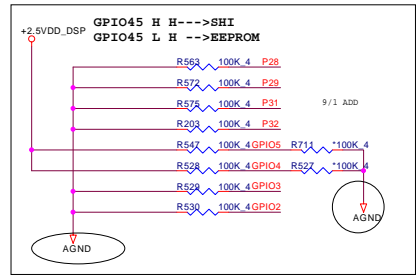 GPIO45 H H--->SHI
+2.5VDD_DSP
GPIO45 L H -->EEPROM
R563 100K_4 P28
R572 100K_4 P29
R575 100K_4 P31
9/1 ADD
R203 100K_4 P32
R547 100K_4 GPIO5 R711 *100K_4
R528 100K_4 GPIO4 R527 *100K_4
R529 100K_4 GPIO3
R530 100K_4 GPIO2
AGND
AGND